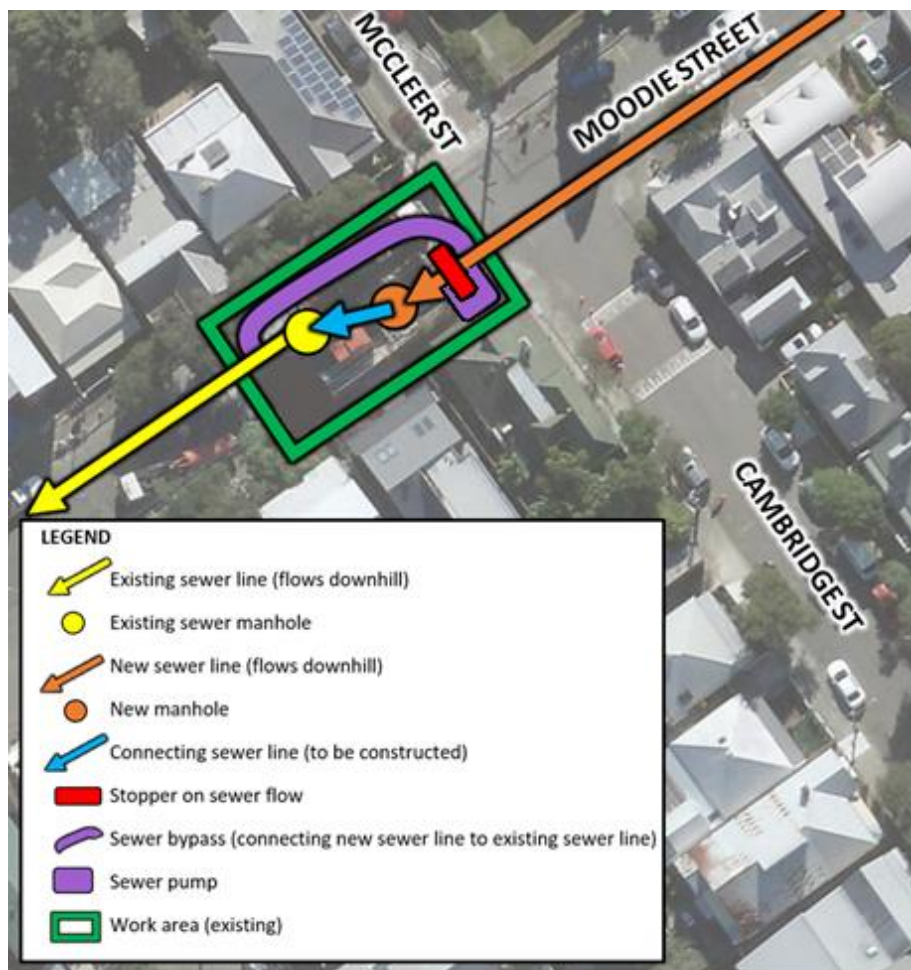 MCCLEER ST
MOODIE STREET
CAMBRIDGE ST
LEGEND
Existing sewer line (flows downhill)
Existing sewer manhole
New sewer line (flows downhill)
New manhole
Connecting sewer line (to be constructed)
Stopper on sewer flow
Sewer bypass (connecting new sewer line to existing sewer line)
Sewer pump
Work area (existing)